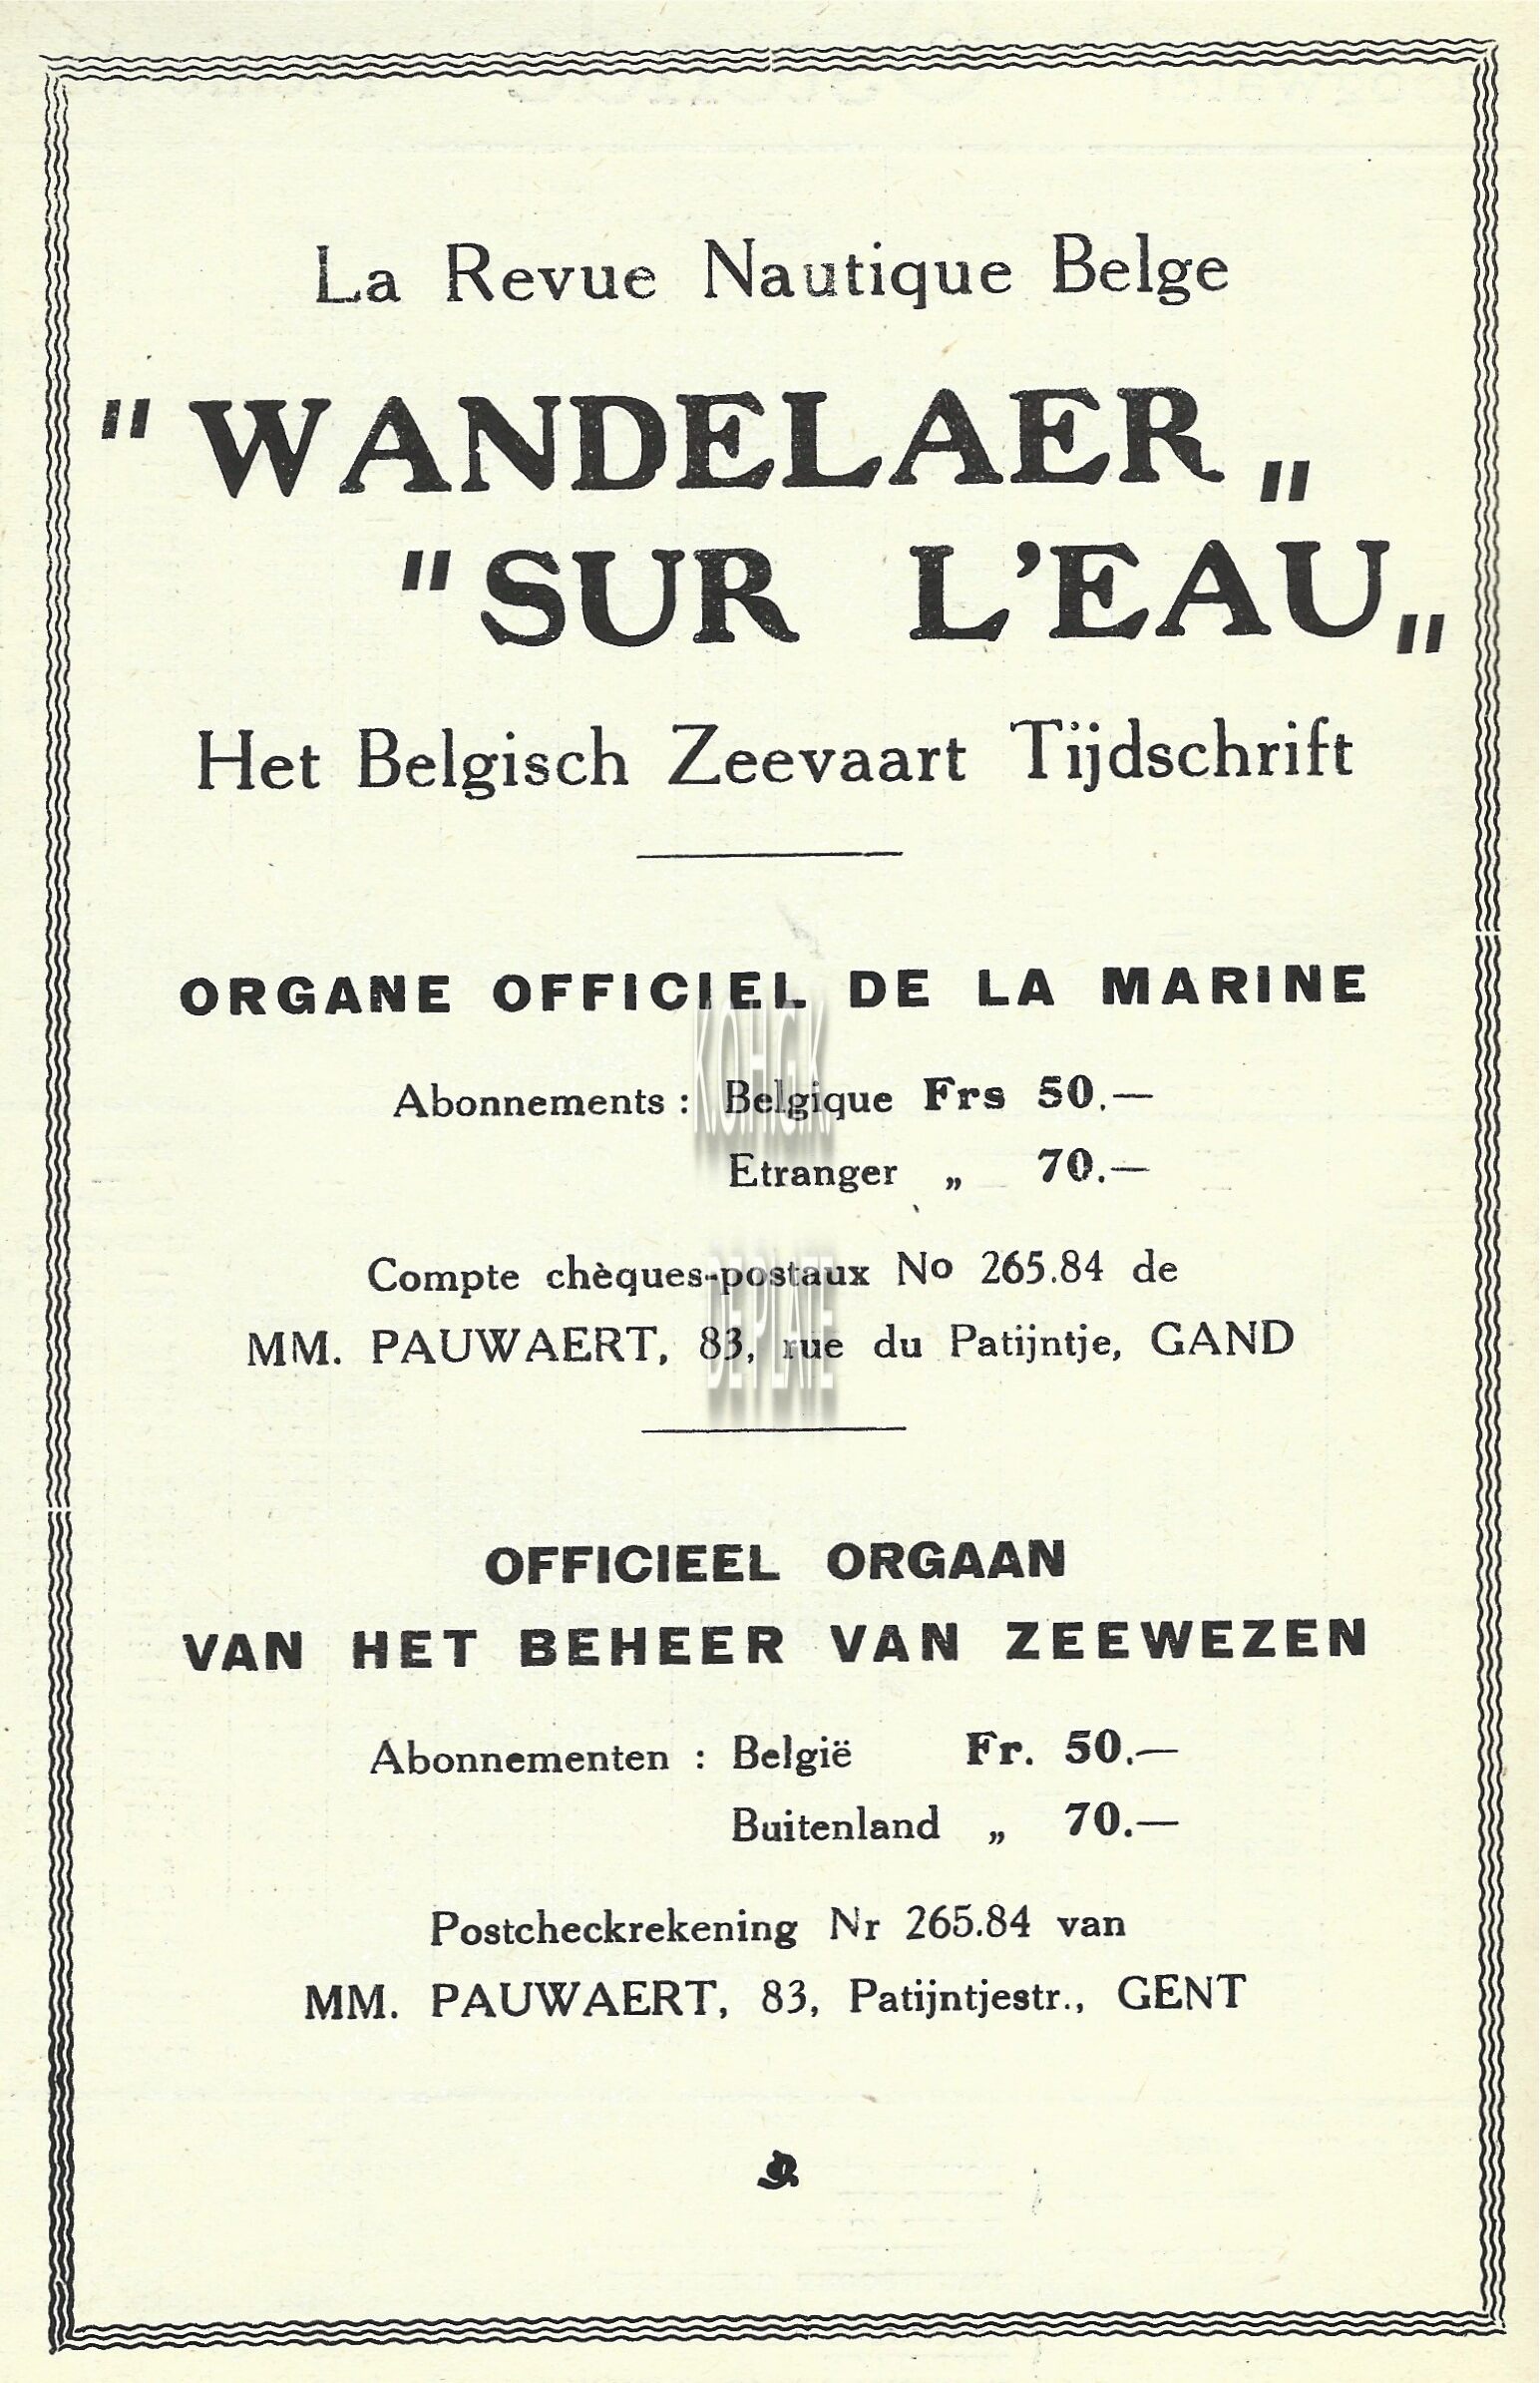 La Revue Nautique Belge
"WANDELAER„
"SUR L'EAU„
Het Belgisch Zeevaart Tijdschrift
ORGANE OFFICIEL DE LA MARINE
Abonnements : Belgique Frs 50.—
Etranger „ 70.—
Compte chèques-postaux No 265.84 de
MM. PAUWAERT, 83, rue du Patijntje, GAND
OFFICIEEL ORGAAN
VAN HET BEHEER VAN ZEEWEZEN
Abonnementen : België Fr. 50.—
Buitenland „ 70.—
Postcheckrekening Nr 265.84 van
MM. PAUWAERT, 83, Patijntjestr., GENT
K.O.H.G.K.
DE PLATE